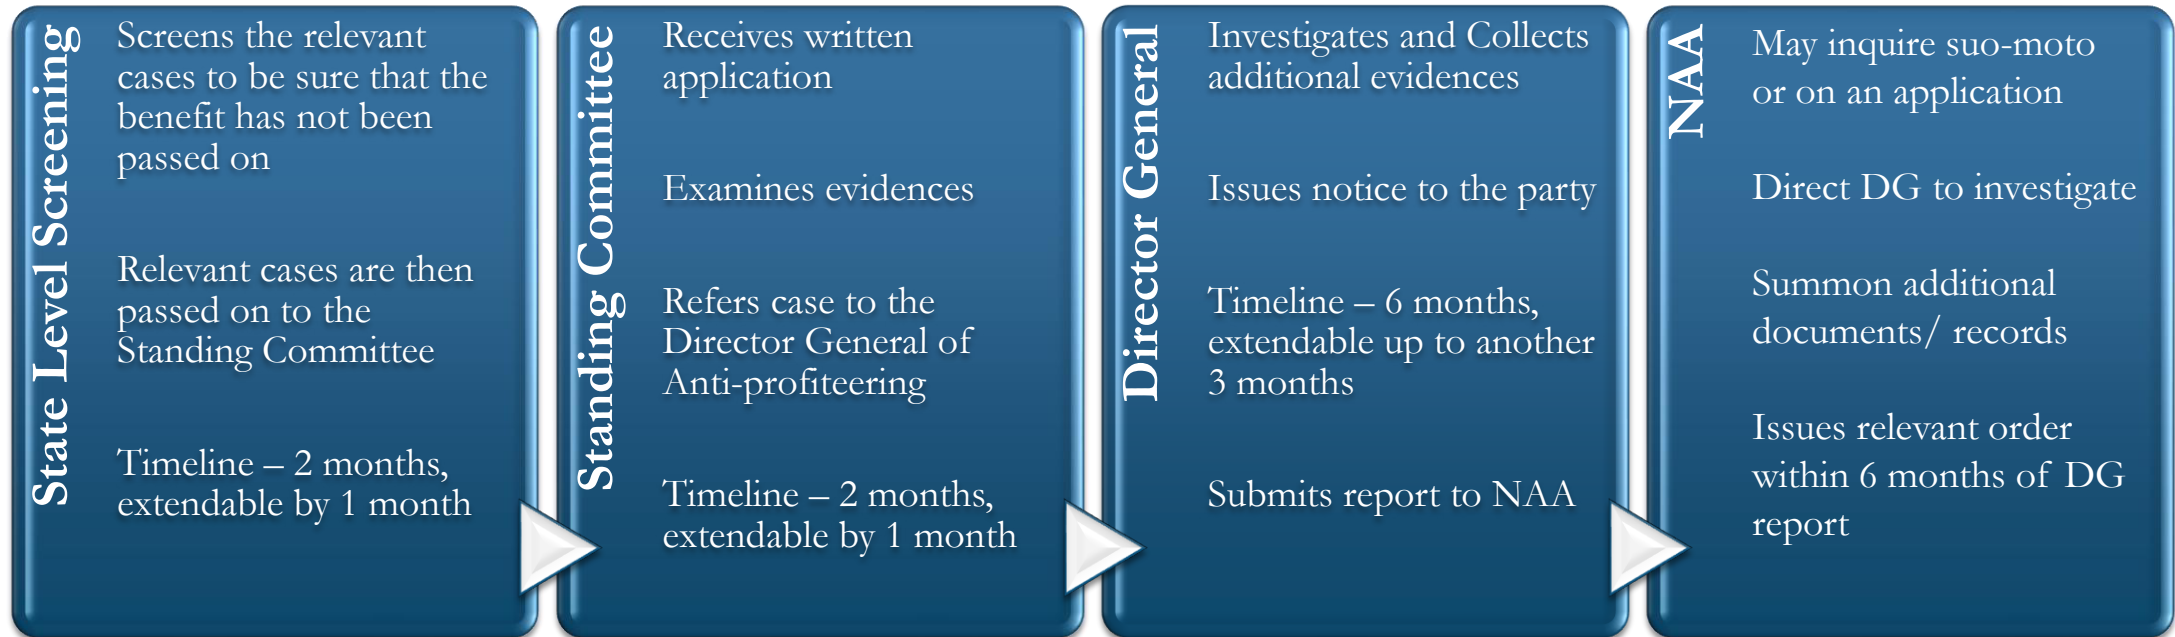 State Level Screening
Screens the relevant
cases to be sure that the
benefit has not been
passed on
Relevant cases are then
passed on to the
Standing Committee
Timeline – 2 months,
extendable by 1 month
Standing Committee
Receives written
application
Examines evidences
Refers case to the
Director General of
Anti-profiteering
Timeline – 2 months,
extendable by 1 month
Director General
Investigates and Collects
additional evidences
Issues notice to the party
Timeline – 6 months,
extendable up to another
3 months
Submits report to NAA
NAA
May inquire suo-moto
or on an application
Direct DG to investigate
Summon additional
documents/ records
Issues relevant order
within 6 months of DG
report